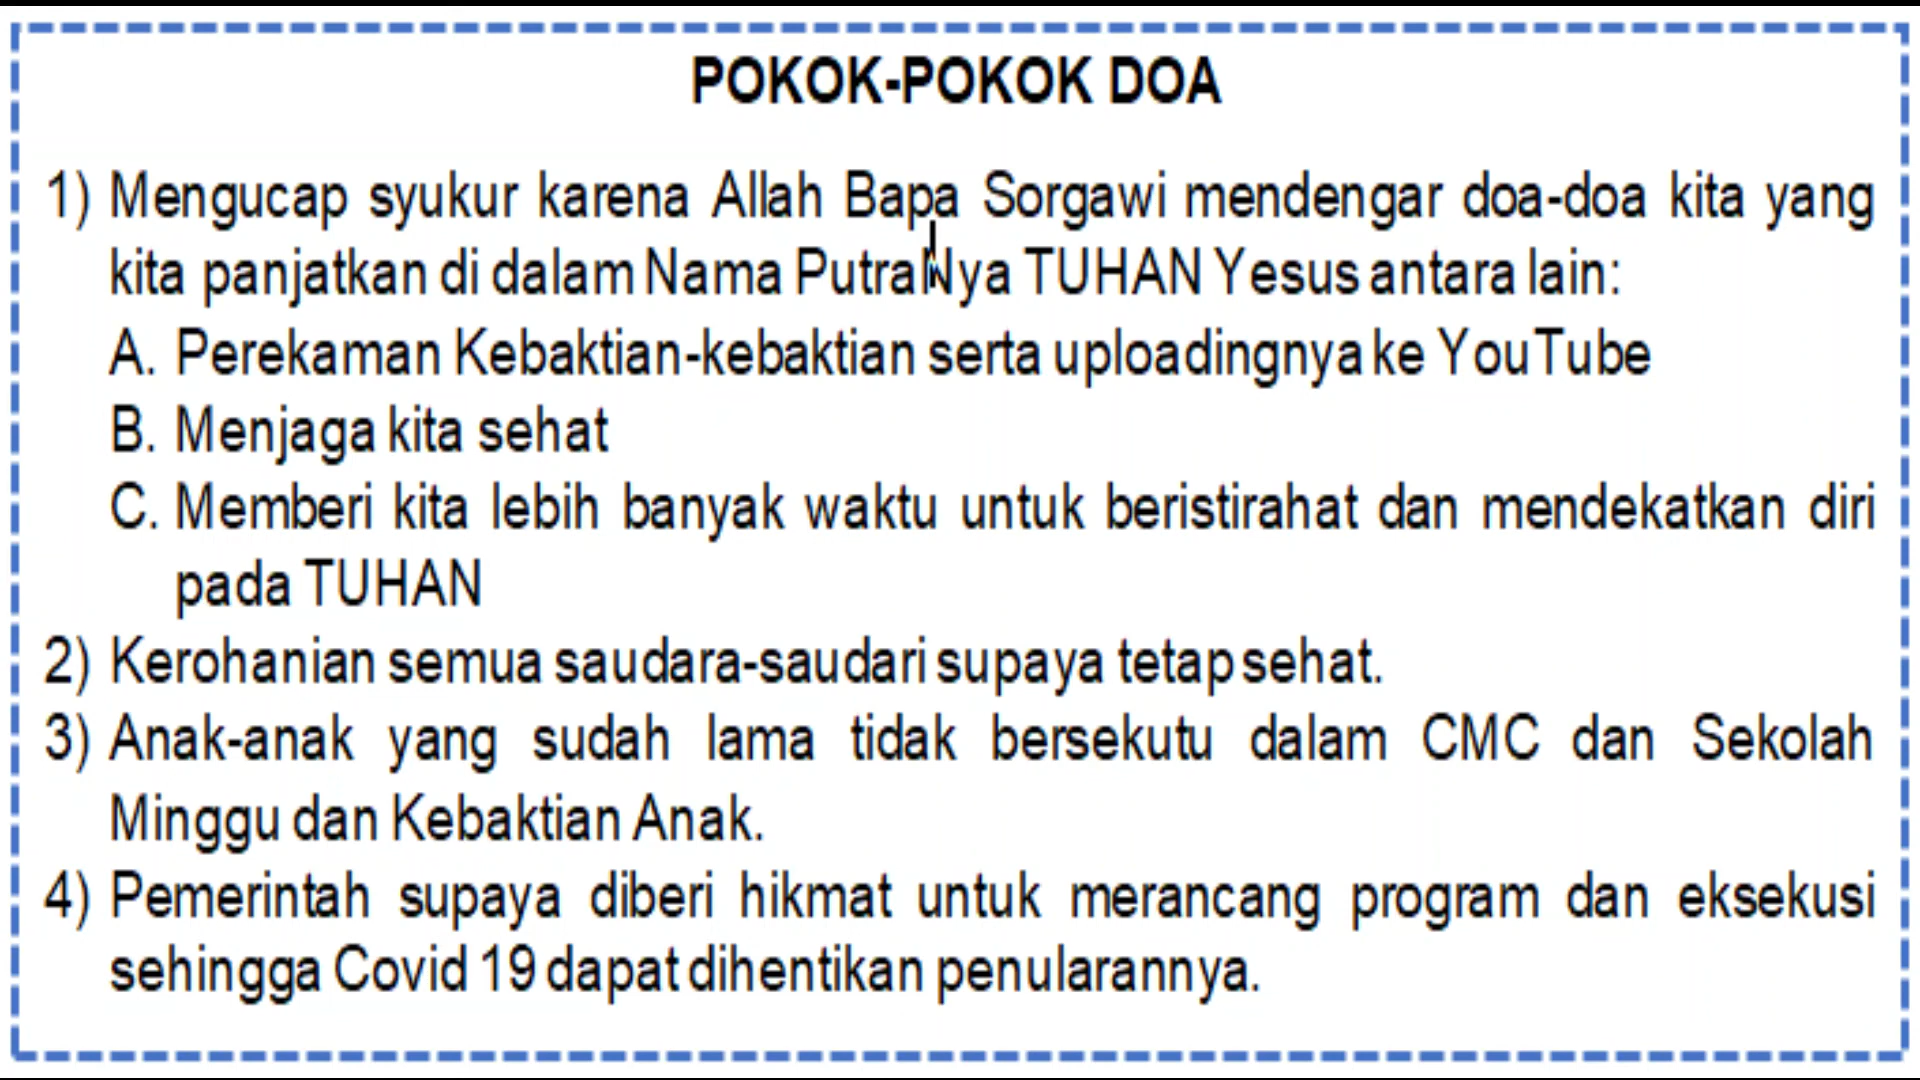 POKOK-POKOK DOA
1) Mengucap syukur karena Allah Bapa Sorgawi mendengar doa-doa kita yang
kita panjatkan di dalam Nama PutraNya TUHAN Yesus antara lain:
A. Perekaman Kebaktian-kebaktian serta uploadingnya ke YouTube
B. Menjaga kita sehat
C. Memberi kita lebih banyak waktu untuk beristirahat dan mendekatkan diri
pada TUHAN
2) Kerohanian semua saudara-saudari supaya tetap sehat.
3) Anak-anak yang sudah lama tidak bersekutu dalam CMC dan Sekolah
Minggu dan Kebaktian Anak.
4) Pemerintah supaya diberi hikmat untuk merancang program dan eksekusi
sehingga Covid 19 dapat dihentikan penularannya.